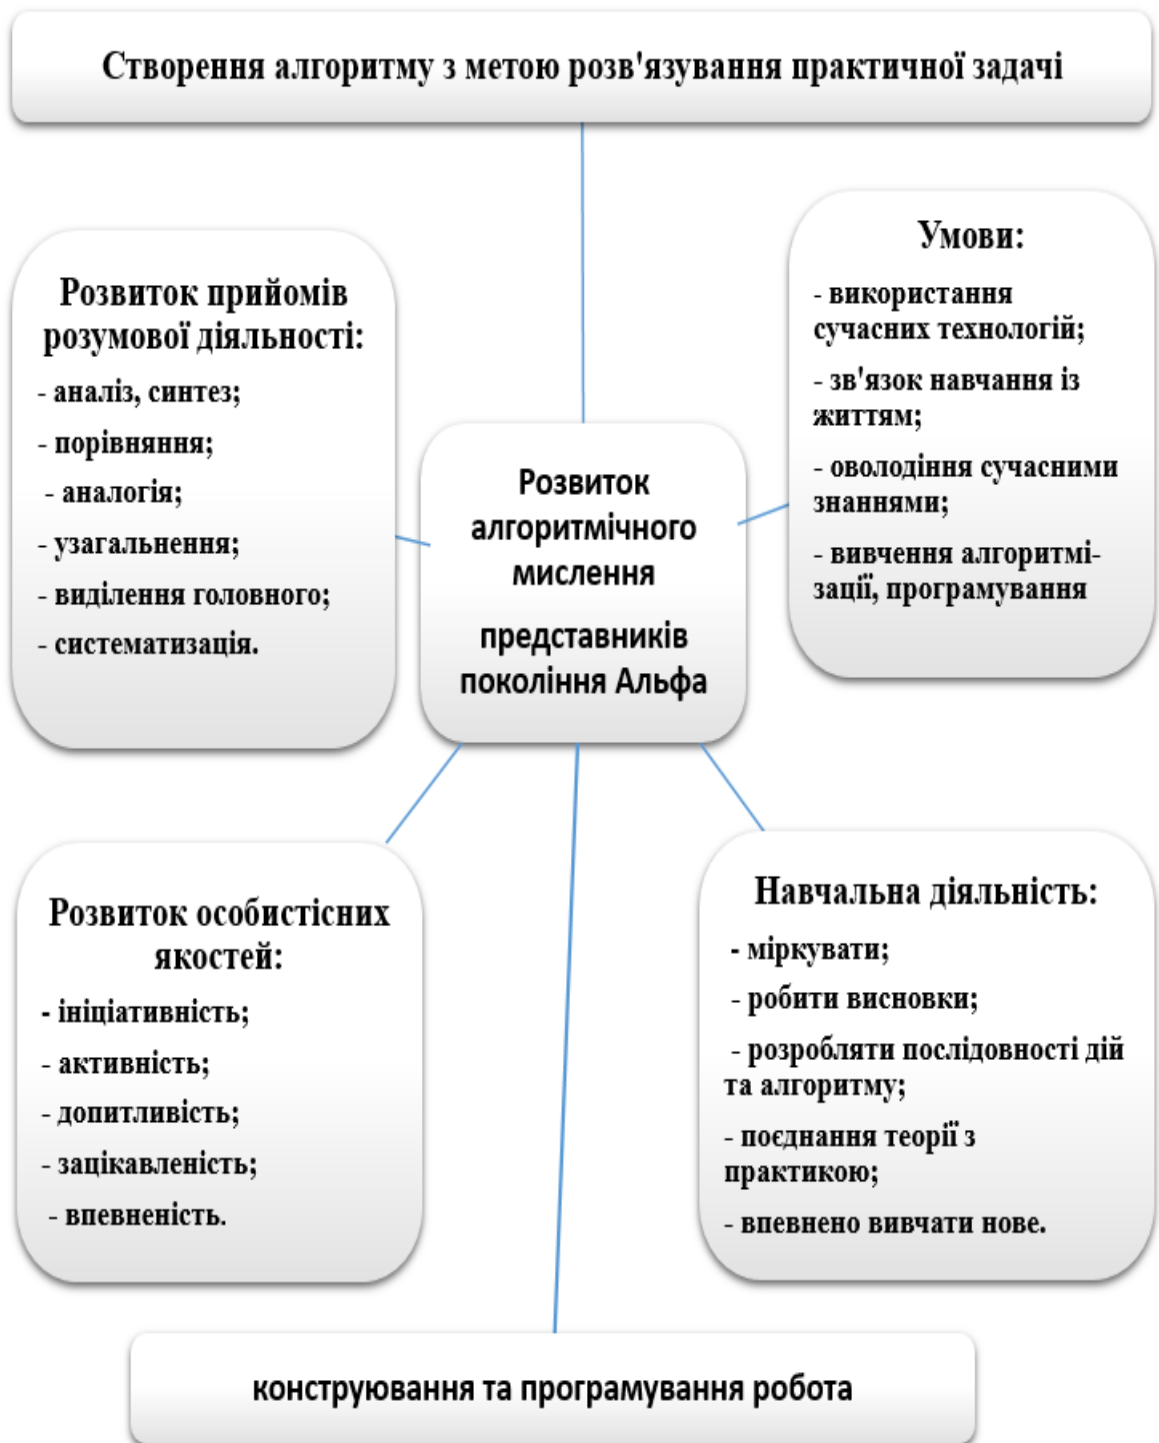 Створення алгоритму з метою розв'язування практичної задачі
Розвиток прийомів
розумової діяльності:
- аналіз, синтез;
- порівняння;
- аналогія;
- узагальнення;
- виділення головного;
- систематизація.
Умови:
- використання
сучасних технологій;
- зв'язок навчання із
життям;
- оволодіння сучасними
знаннями;
- вивчення алгоритмі-
зації, програмування
Розвиток
алгоритмічного
мислення
представників
покоління Альфа
Розвиток особистісних
якостей:
- ініціативність;
- активність;
- допитливість;
- зацікавленість;
- впевненість.
Навчальна діяльність:
- міркувати;
- робити висновки;
- розробляти послідовності дій
та алгоритму;
- поєднання теорії з
практикою;
- впевнено вивчати нове.
конструювання та програмування робота